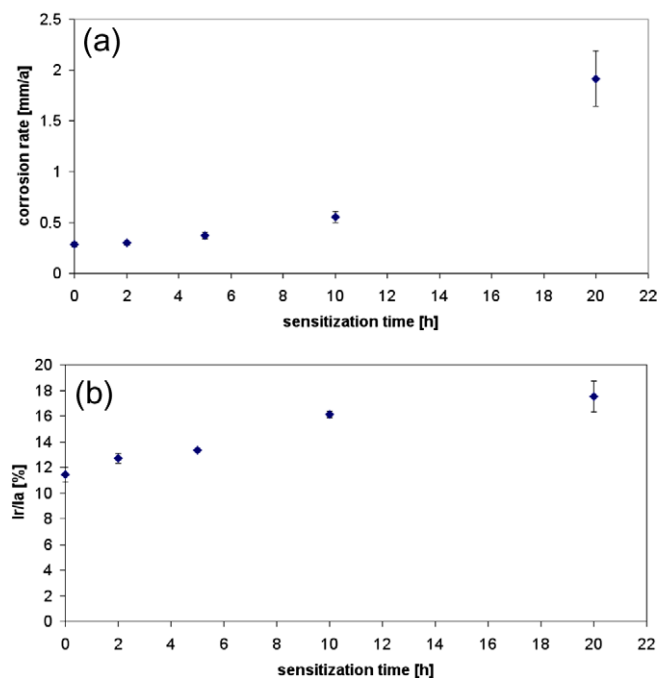 (a)
corrosion rate [mm/a]
2.5
2
1.5
1
0.5
0
0 2 4 6 8 10 12 14 16 18 20 22
sensitization time [h]
(b)
Ir/Ia [%]
20
18
16
14
12
10
8
6
4
2
0
0 2 4 6 8 10 12 14 16 18 20 22
sensitization time [h]